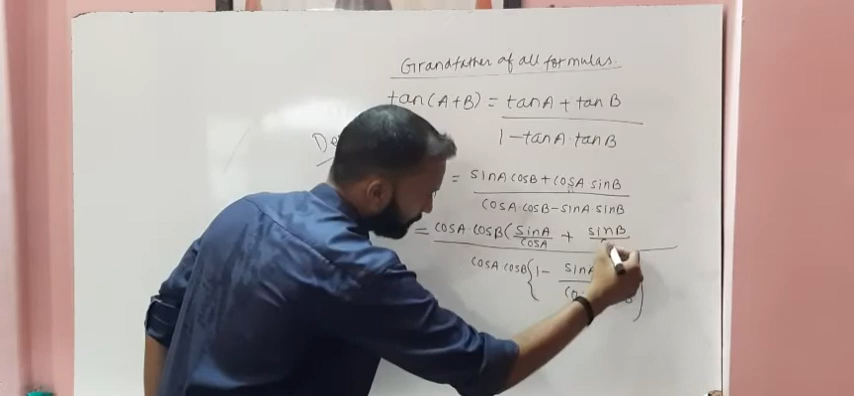 Grandfather of all formulas.
tan(A+B) = tanA + tanB
1-tanA.tanB
= sinA cosB + cosA sinB
cosA.cosB-sinA.sinB
= cosA.cosB( sinA + sinB
cosA
cosA.cosB{ 1-